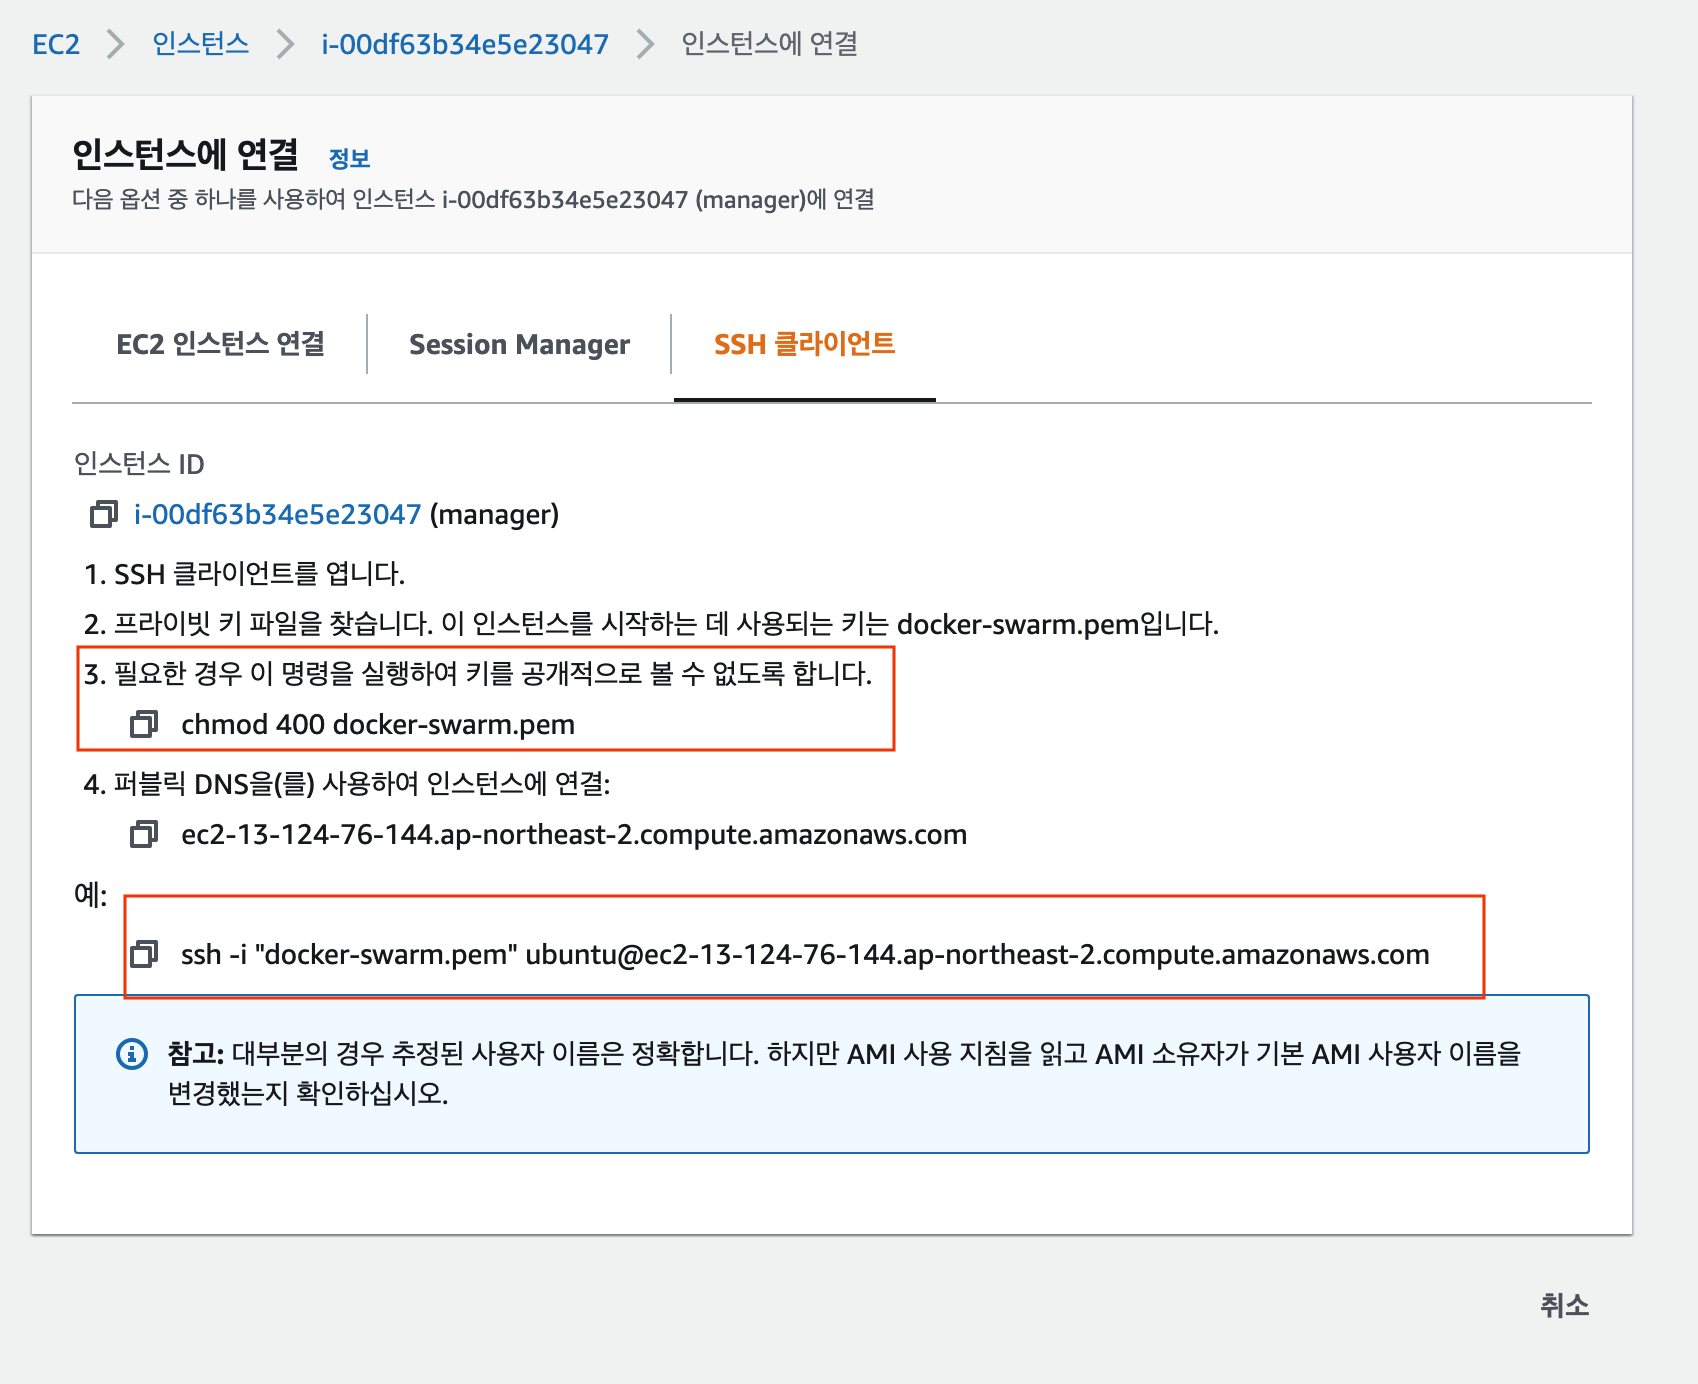 EC2 > 인스턴스 > i-00df63b34e5e23047 > 인스턴스에 연결
인스턴스에 연결 정보
다음 옵션 중 하나를 사용하여 인스턴스 i-00df63b34e5e23047 (manager)에 연결
EC2 인스턴스 연결 Session Manager SSH 클라이언트
인스턴스 ID
i-00df63b34e5e23047 (manager)
1. SSH 클라이언트를 엽니다.
2. 프라이빗 키 파일을 찾습니다. 이 인스턴스를 시작하는 데 사용되는 키는 docker-swarm.pem입니다.
3. 필요한 경우 이 명령을 실행하여 키를 공개적으로 볼 수 없도록 합니다.
chmod 400 docker-swarm.pem
4. 퍼블릭 DNS을(를) 사용하여 인스턴스에 연결:
ec2-13-124-76-144.ap-northeast-2.compute.amazonaws.com
예:
ssh -i "docker-swarm.pem" ubuntu@ec2-13-124-76-144.ap-northeast-2.compute.amazonaws.com
참고: 대부분의 경우 추정된 사용자 이름은 정확합니다. 하지만 AMI 사용 지침을 읽고 AMI 소유자가 기본 AMI 사용자 이름을
변경했는지 확인하십시오.
취소